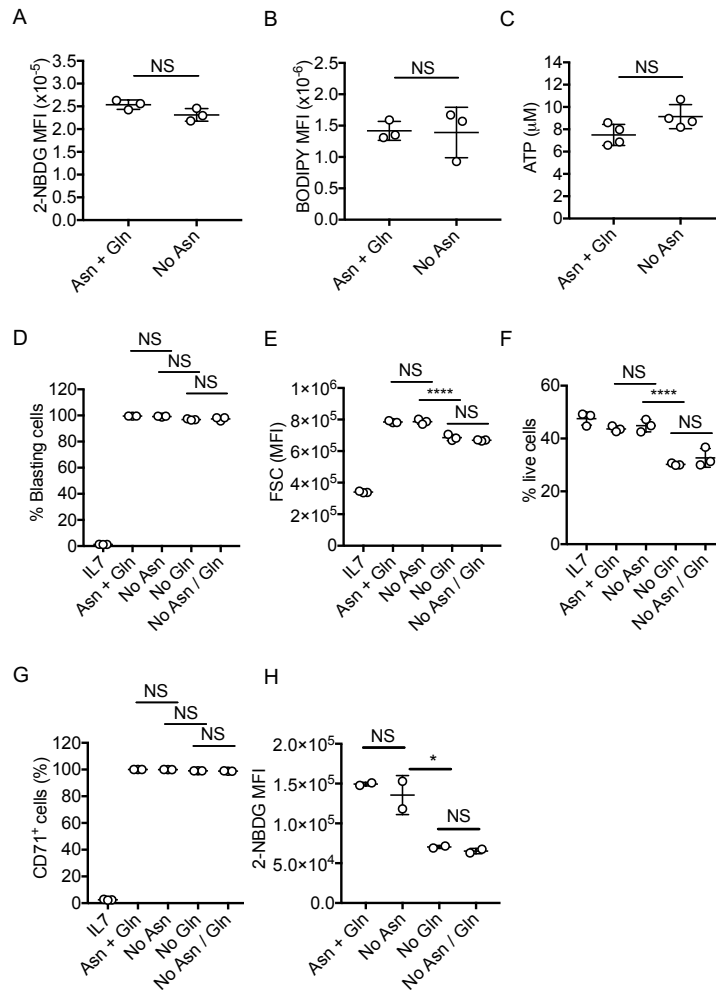 A
2-NBDG MFI (x10⁻⁵)
3.5
3.0
2.5
2.0
1.5
1.0
0.5
0.0
NS
Asn + Gln
No Asn
B
BODIPY MFI (x10⁻⁶)
2.5
2.0
1.5
1.0
0.5
0.0
NS
Asn + Gln
No Asn
C
ATP (µM)
14
12
10
8
6
4
2
0
NS
Asn + Gln
No Asn
D
% Blasting cells
120
100
80
60
40
20
0
NS
NS
NS
IL7
Asn + Gln
No Asn
No Gln
No Asn / Gln
E
FSC (MFI)
1×10⁶
8×10⁵
6×10⁵
4×10⁵
2×10⁵
NS
****
NS
IL7
Asn + Gln
No Asn
No Gln
No Asn / Gln
F
% live cells
60
40
20
0
NS
****
NS
IL7
Asn + Gln
No Asn
No Gln
No Asn / Gln
G
CD71⁺ cells (%)
120
100
80
60
40
20
0
NS
NS
NS
IL7
Asn + Gln
No Asn
No Gln
No Asn / Gln
H
2-NBDG MFI
2.0×10⁵
1.5×10⁵
1.0×10⁵
5.0×10⁴
0.0
NS
*
NS
Asn + Gln
No Asn
No Gln
No Asn / Gln